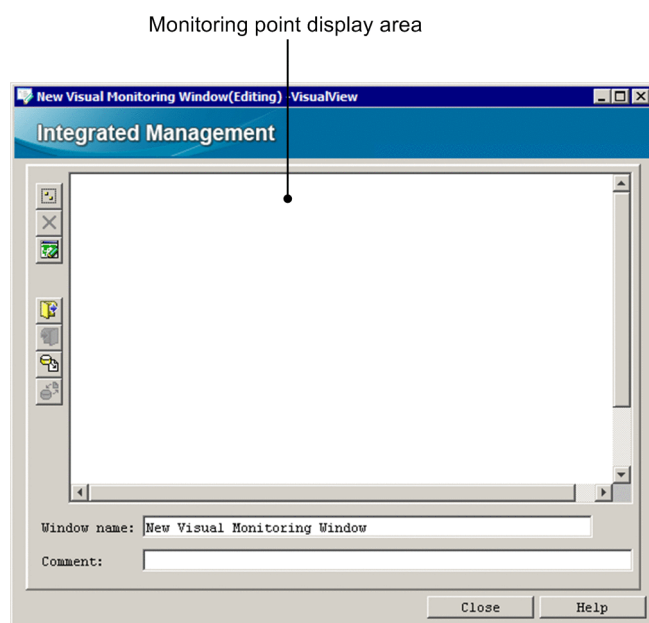 Monitoring point display area
New Visual Monitoring Window(Editing) -VisualView
Integrated Management
Window name: New Visual Monitoring Window
Comment:
Close Help